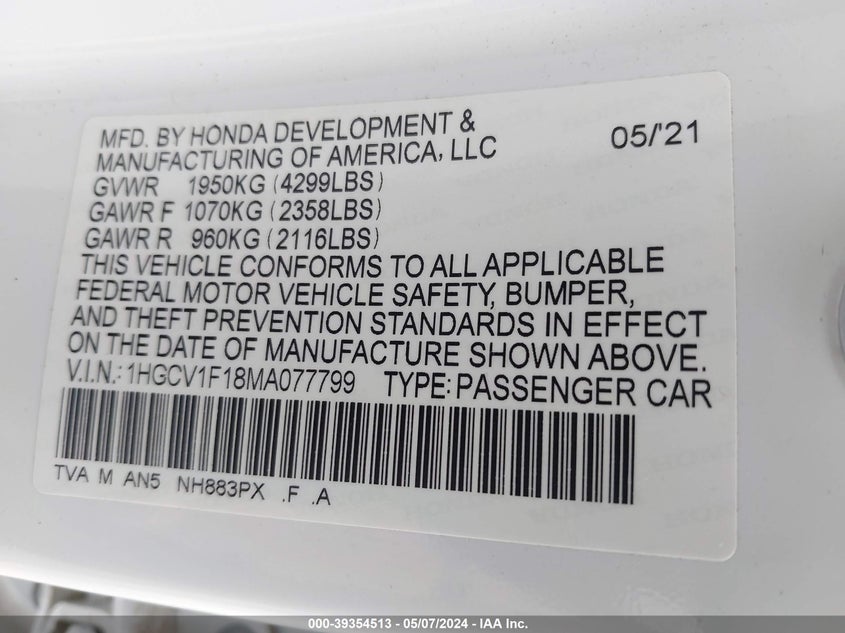 MFD. BY HONDA DEVELOPMENT & 05/'21
MANUFACTURING OF AMERICA, LLC
GVWR 1950KG (4299LBS)
GAWR F 1070KG (2358LBS)
GAWR R 960KG (2116LBS)
THIS VEHICLE CONFORMS TO ALL APPLICABLE
FEDERAL MOTOR VEHICLE SAFETY, BUMPER,
AND THEFT PREVENTION STANDARDS IN EFFECT
ON THE DATE OF MANUFACTURE SHOWN ABOVE.
V.I.N.: 1HGCV1F18MA077799 TYPE: PASSENGER CAR
TVA M AN5 NH883PX .F .A
000-39354513 - 05/07/2024 - IAA Inc.